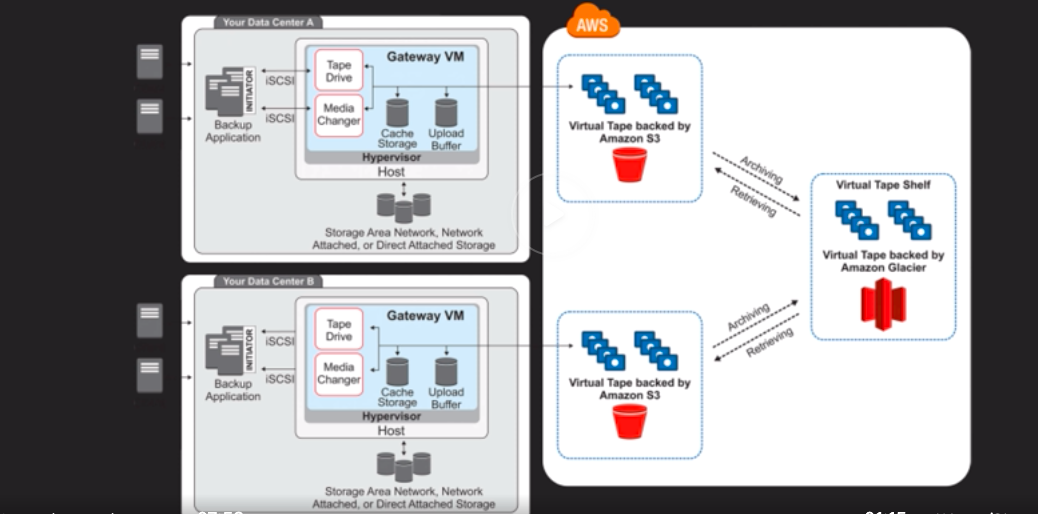 AWS
Your Data Center A
Gateway VM
Tape
Drive
iSCSI
INITIATOR
Media
Changer
iSCSI
Backup
Application
Cache
Storage
Upload
Buffer
Hypervisor
Host
Storage Area Network, Network
Attached, or Direct Attached Storage
Virtual Tape backed by
Amazon S3
Archiving
Retrieving
Virtual Tape Shelf
Virtual Tape backed by
Amazon Glacier
Your Data Center B
Gateway VM
Tape
Drive
iSCSI
INITIATOR
Media
Changer
iSCSI
Backup
Application
Cache
Storage
Upload
Buffer
Hypervisor
Host
Storage Area Network, Network
Attached, or Direct Attached Storage
Archiving
Retrieving
Virtual Tape backed by
Amazon S3